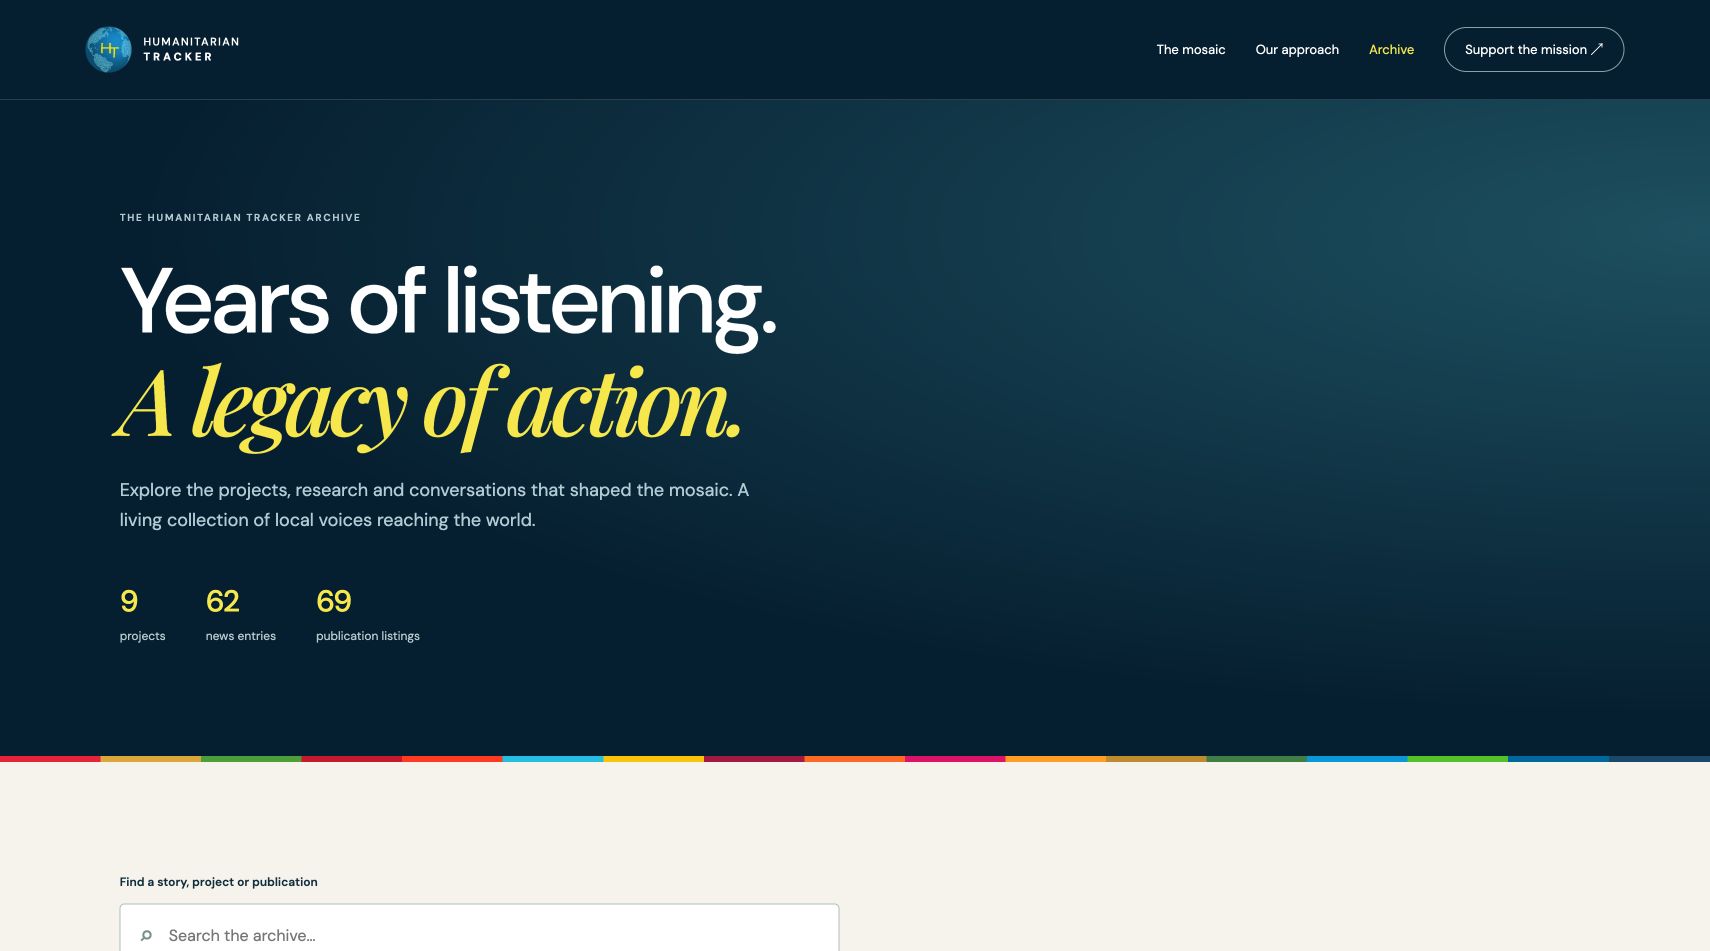 HT
HUMANITARIAN
TRACKER
The mosaic
Our approach
Archive
Support the mission ↗
THE HUMANITARIAN TRACKER ARCHIVE
Years of listening.
A legacy of action.
Explore the projects, research and conversations that shaped the mosaic. A
living collection of local voices reaching the world.
9
projects
62
news entries
69
publication listings
Find a story, project or publication
Search the archive...